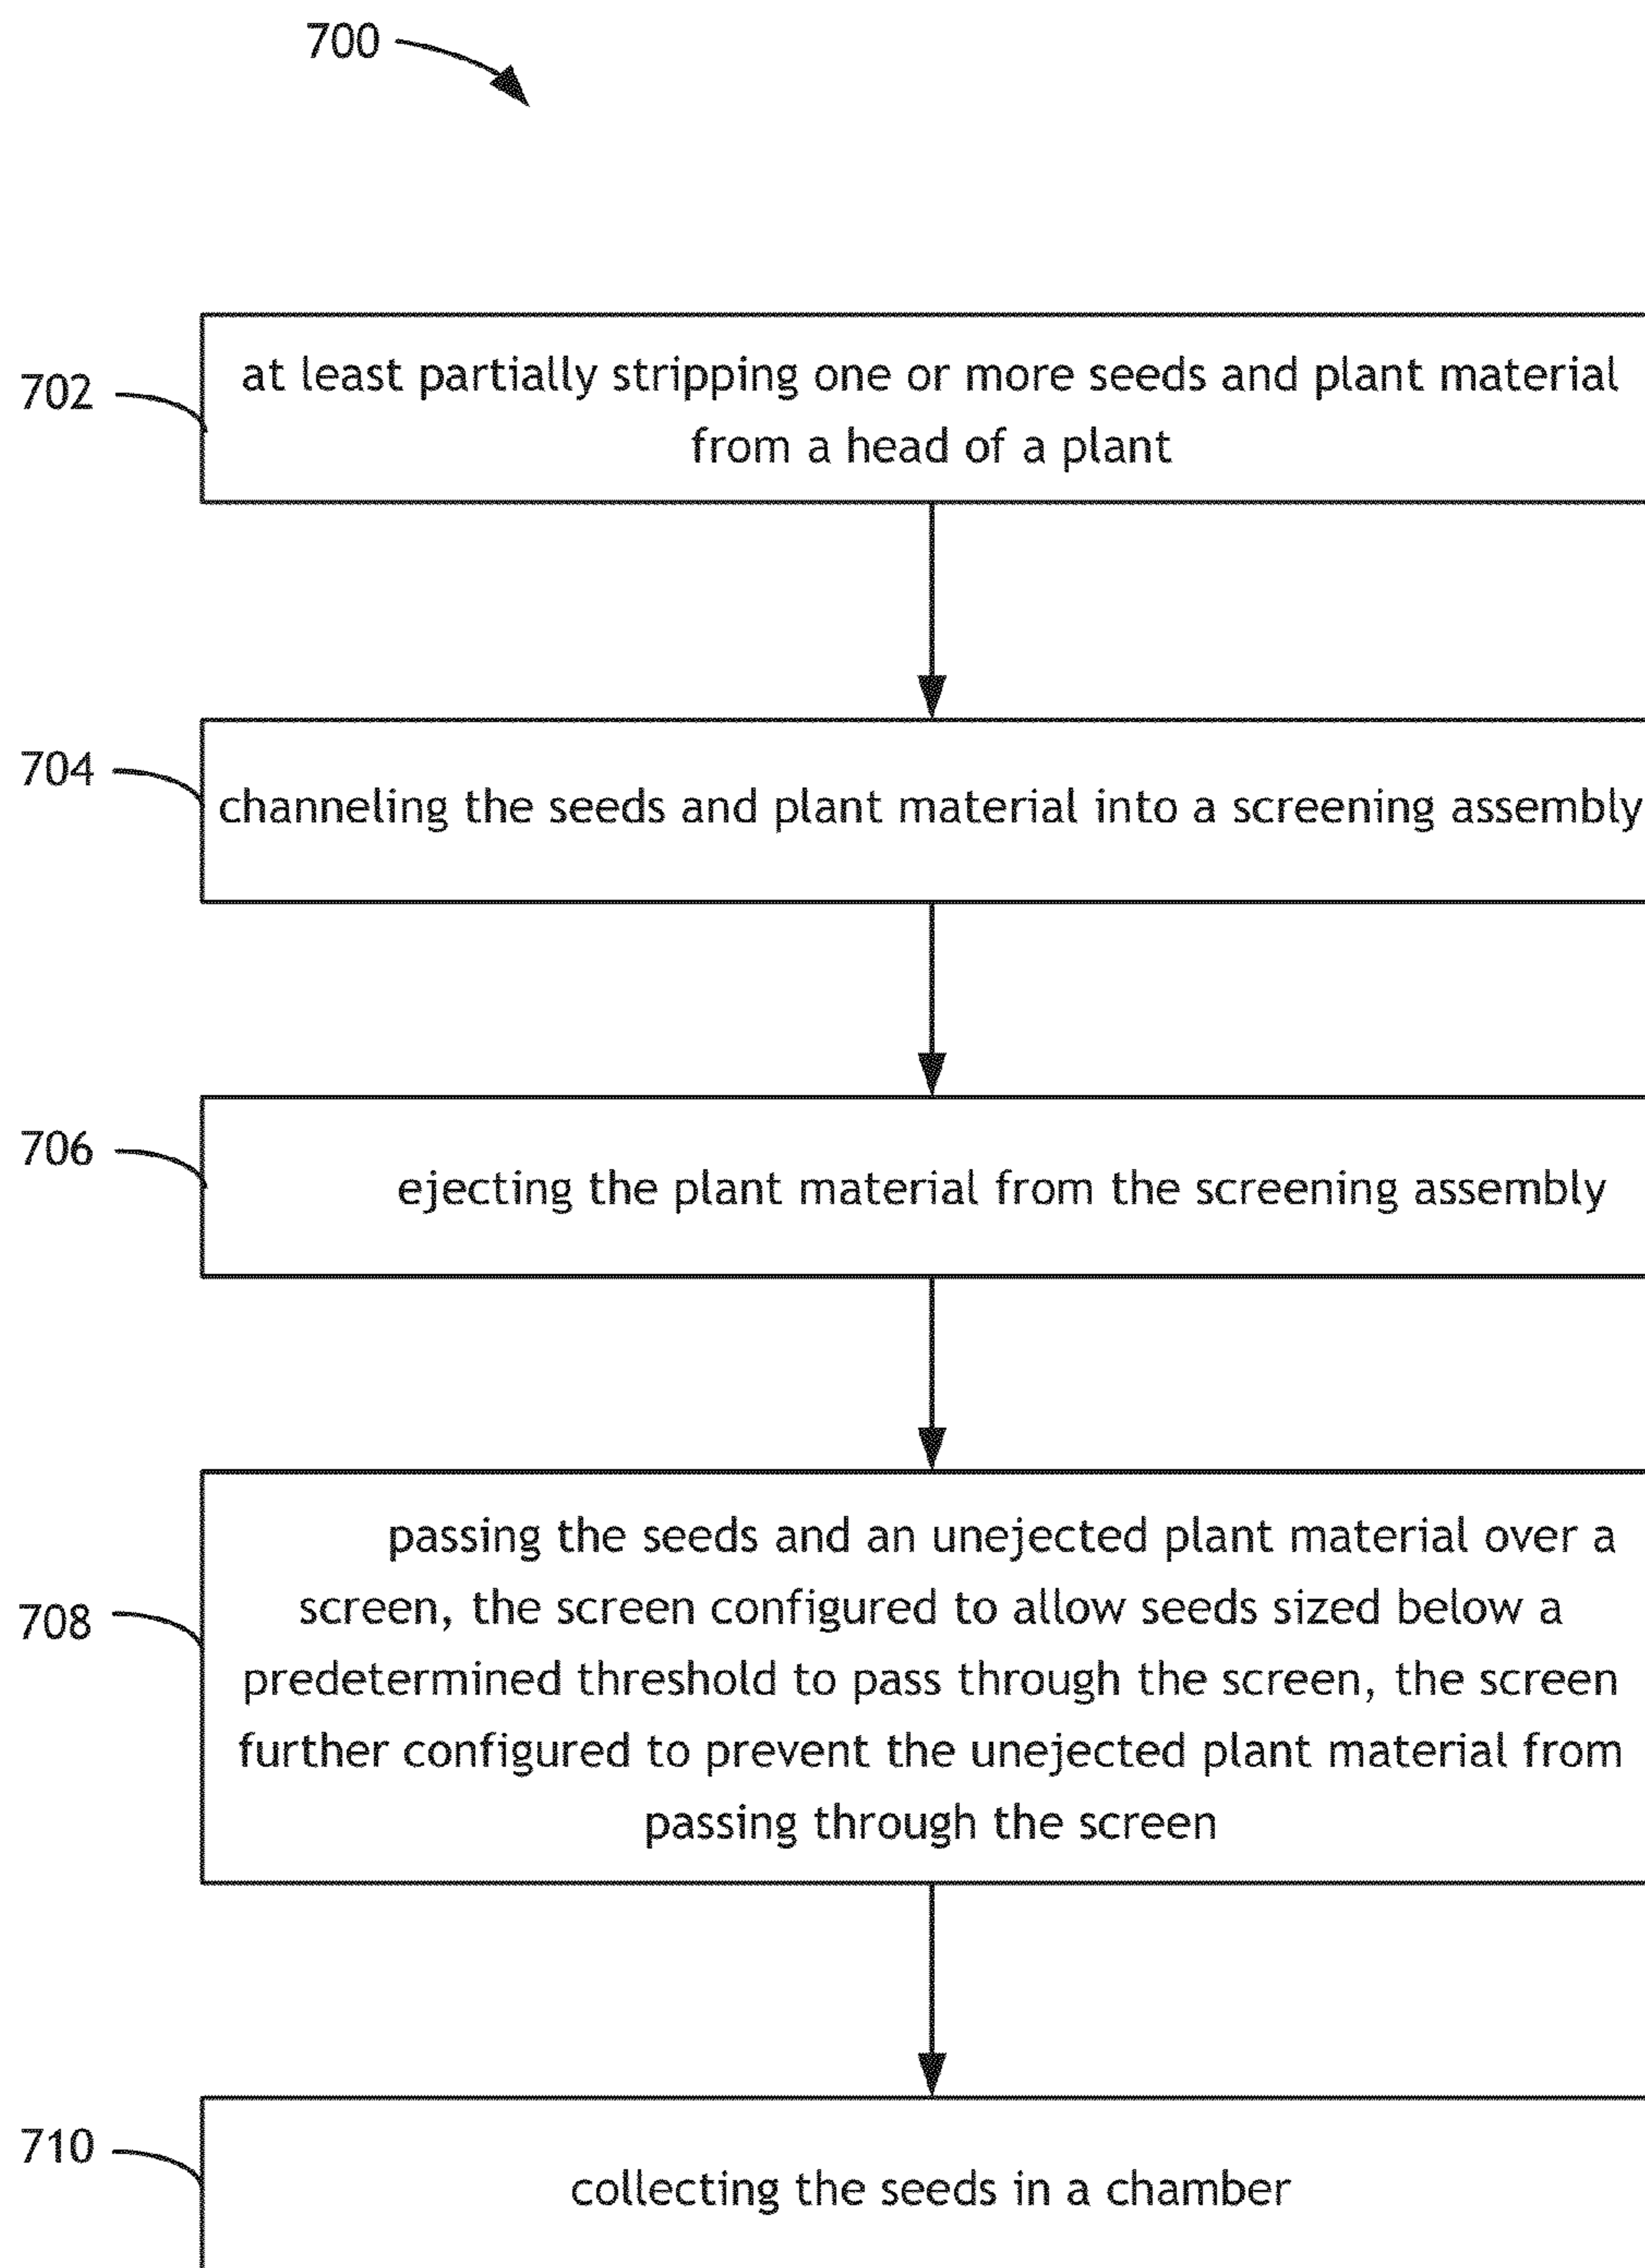 700
702
at least partially stripping one or more seeds and plant material
from a head of a plant
704
channeling the seeds and plant material into a screening assembly
706
ejecting the plant material from the screening assembly
708
passing the seeds and an unejected plant material over a
screen, the screen configured to allow seeds sized below a
predetermined threshold to pass through the screen, the screen
further configured to prevent the unejected plant material from
passing through the screen
710
collecting the seeds in a chamber